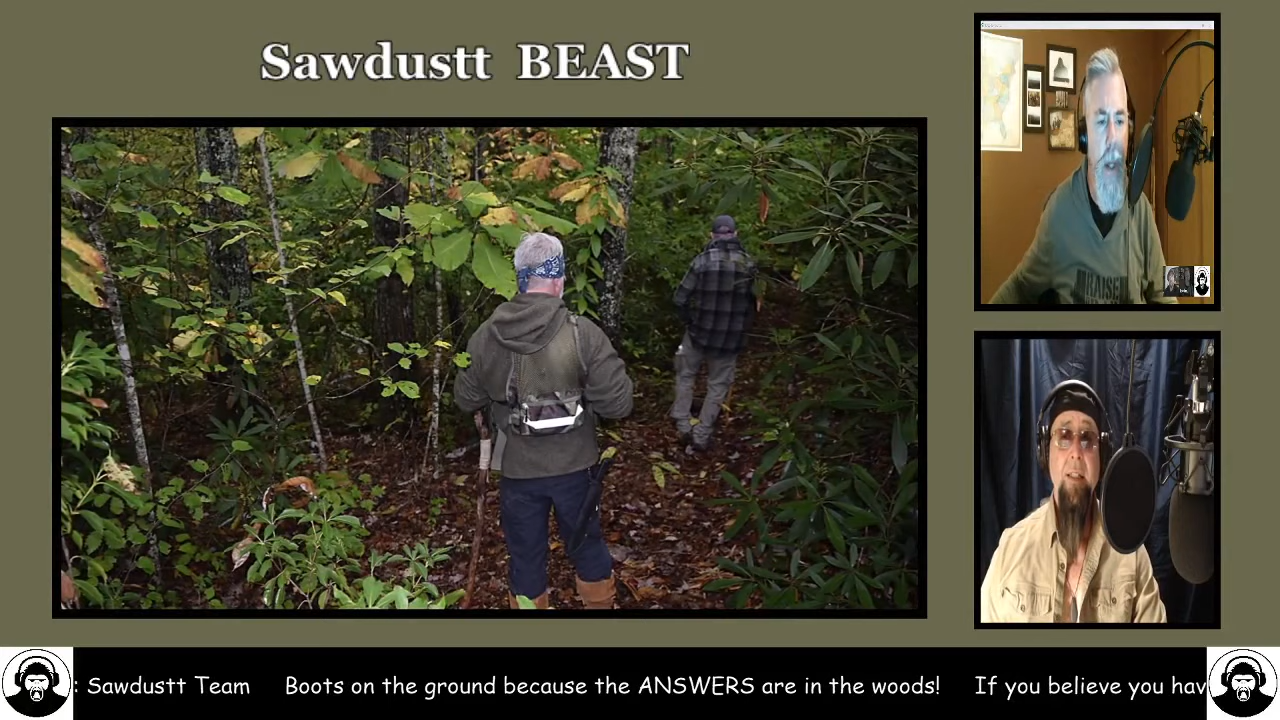 Sawdustt BEAST
RAISE
: Sawdustt Team Boots on the ground because the ANSWERS are in the woods! If you believe you hav